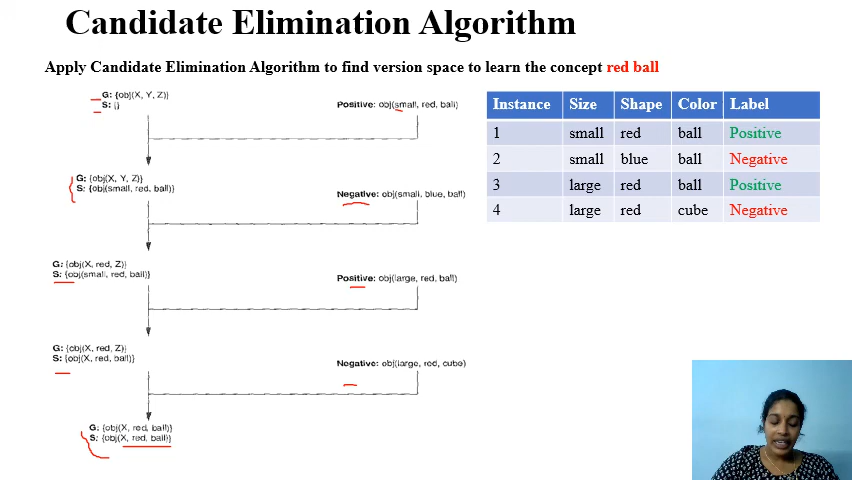 Candidate Elimination Algorithm
Apply Candidate Elimination Algorithm to find version space to learn the concept red ball
G: {obj(X, Y, Z)}
S: {}
Positive: obj(small, red, ball)
G: {obj(X, Y, Z)}
S: {obj(small, red, ball)}
Negative: obj(small, blue, ball)
G: {obj(X, red, Z)}
S: {obj(small, red, ball)}
Positive: obj(large, red, ball)
G: {obj(X, red, Z)}
S: {obj(X, red, ball)}
Negative: obj(large, red, cube)
G: {obj(X, red, ball)}
S: {obj(X, red, ball)}
Instance Size Shape Color Label
1 small red ball Positive
2 small blue ball Negative
3 large red ball Positive
4 large red cube Negative